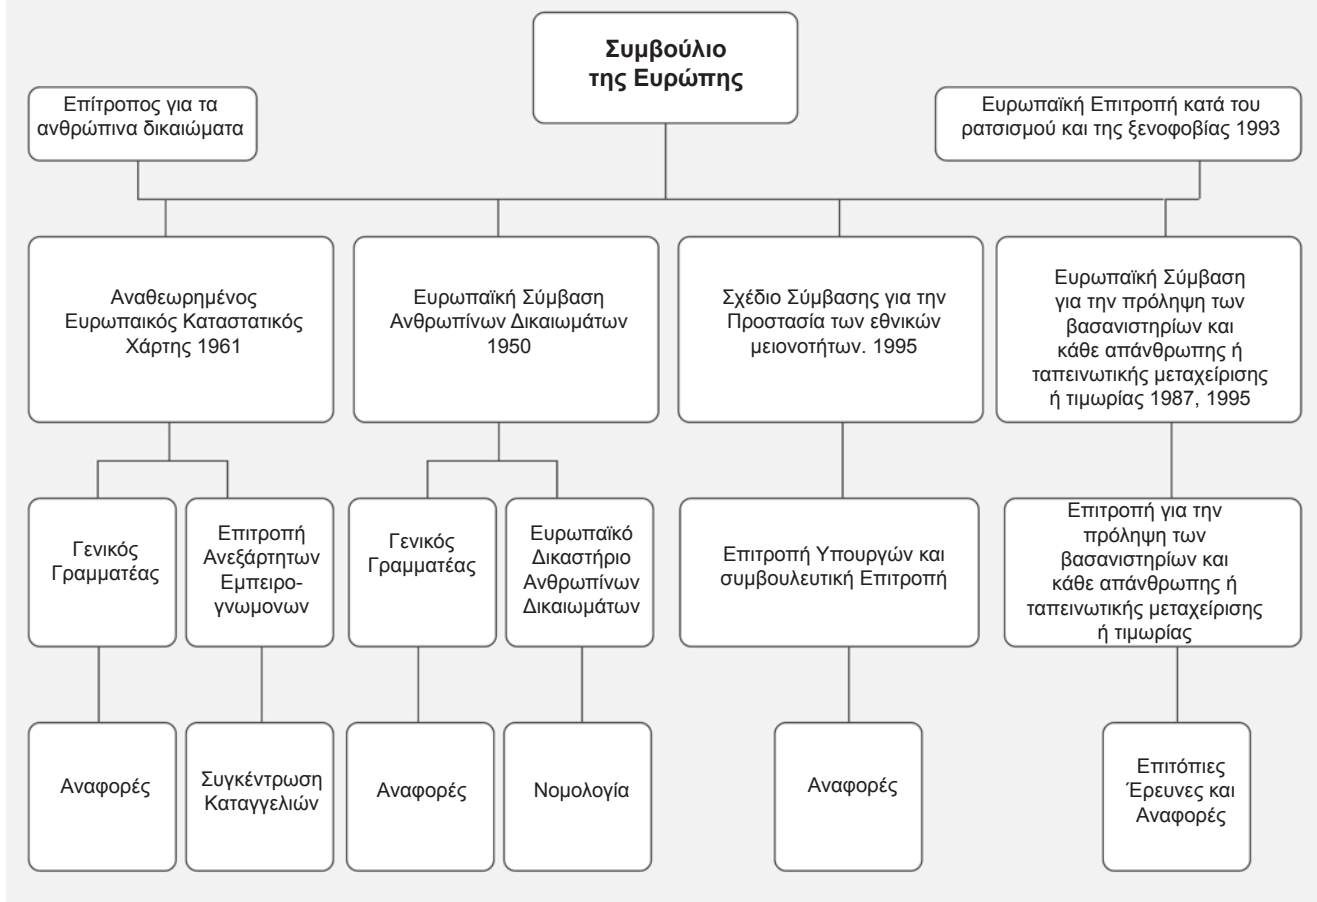 Συμβούλιο
της Ευρώπης
Επίτροπος για τα
ανθρώπινα δικαιώματα
Ευρωπαϊκή Επιτροπή κατά του
ρατσισμού και της ξενοφοβίας 1993
Αναθεωρημένος
Ευρωπαικός Καταστατικός
Χάρτης 1961
Ευρωπαϊκή Σύμβαση
Ανθρωπίνων Δικαιωμάτων
1950
Σχέδιο Σύμβασης για την
Προστασία των εθνικών
μειονοτήτων. 1995
Ευρωπαϊκή Σύμβαση
για την πρόληψη των
βασανιστηρίων και
κάθε απάνθρωπης ή
ταπεινωτικής μεταχείρισης
ή τιμωρίας 1987, 1995
Γενικός
Γραμματέας
Επιτροπή
Ανεξάρτητων
Εμπειρο-
γνωμονων
Γενικός
Γραμματέας
Ευρωπαϊκό
Δικαστήριο
Ανθρωπίνων
Δικαιωμάτων
Επιτροπή Υπουργών και
συμβουλευτική Επιτροπή
Επιτροπή για την
πρόληψη των
βασανιστηρίων και
κάθε απάνθρωπης ή
ταπεινωτικής μεταχείρισης
ή τιμωρίας
Αναφορές
Συγκέντρωση
Καταγγελιών
Αναφορές
Νομολογία
Αναφορές
Επιτόπιες
Έρευνες και
Αναφορές